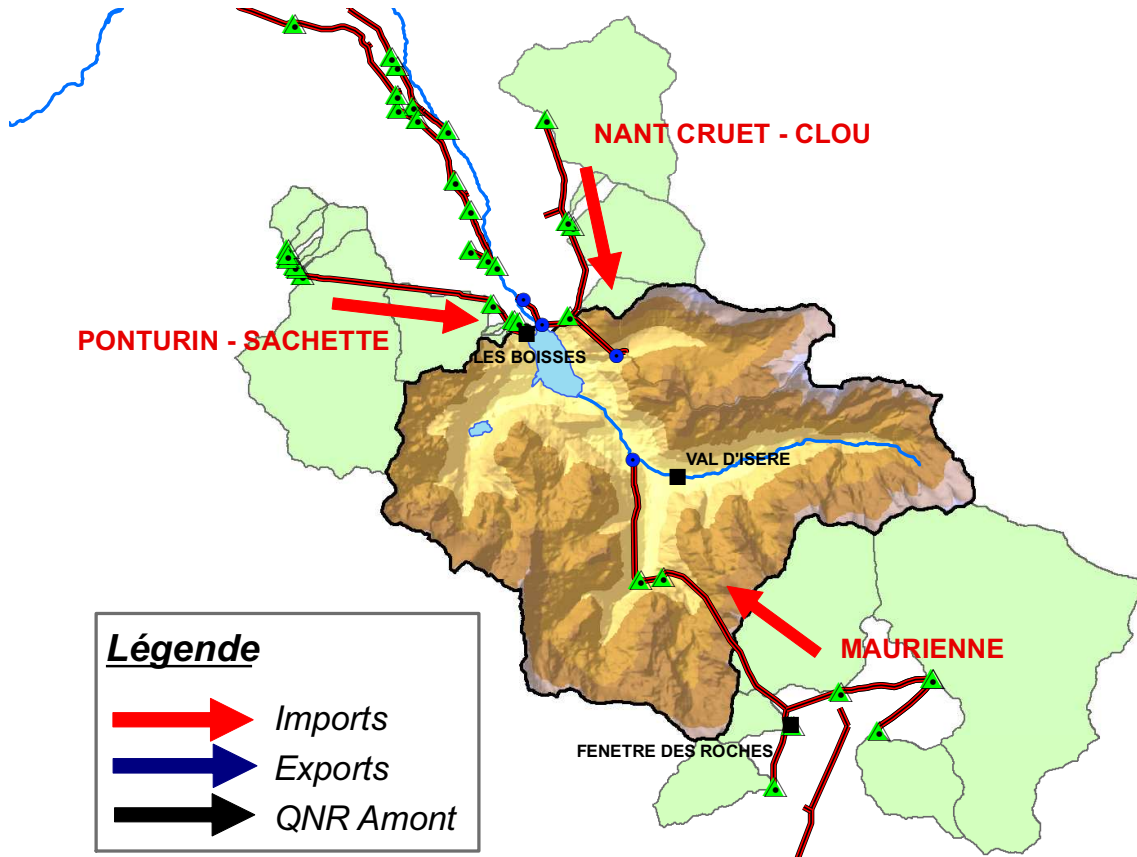 NANT CRUET - CLOU
PONTURIN - SACHETTE
LES BOISSES
VAL D'ISERE
MAURIENNE
FENETRE DES ROCHES
Légende
Imports
Exports
QNR Amont